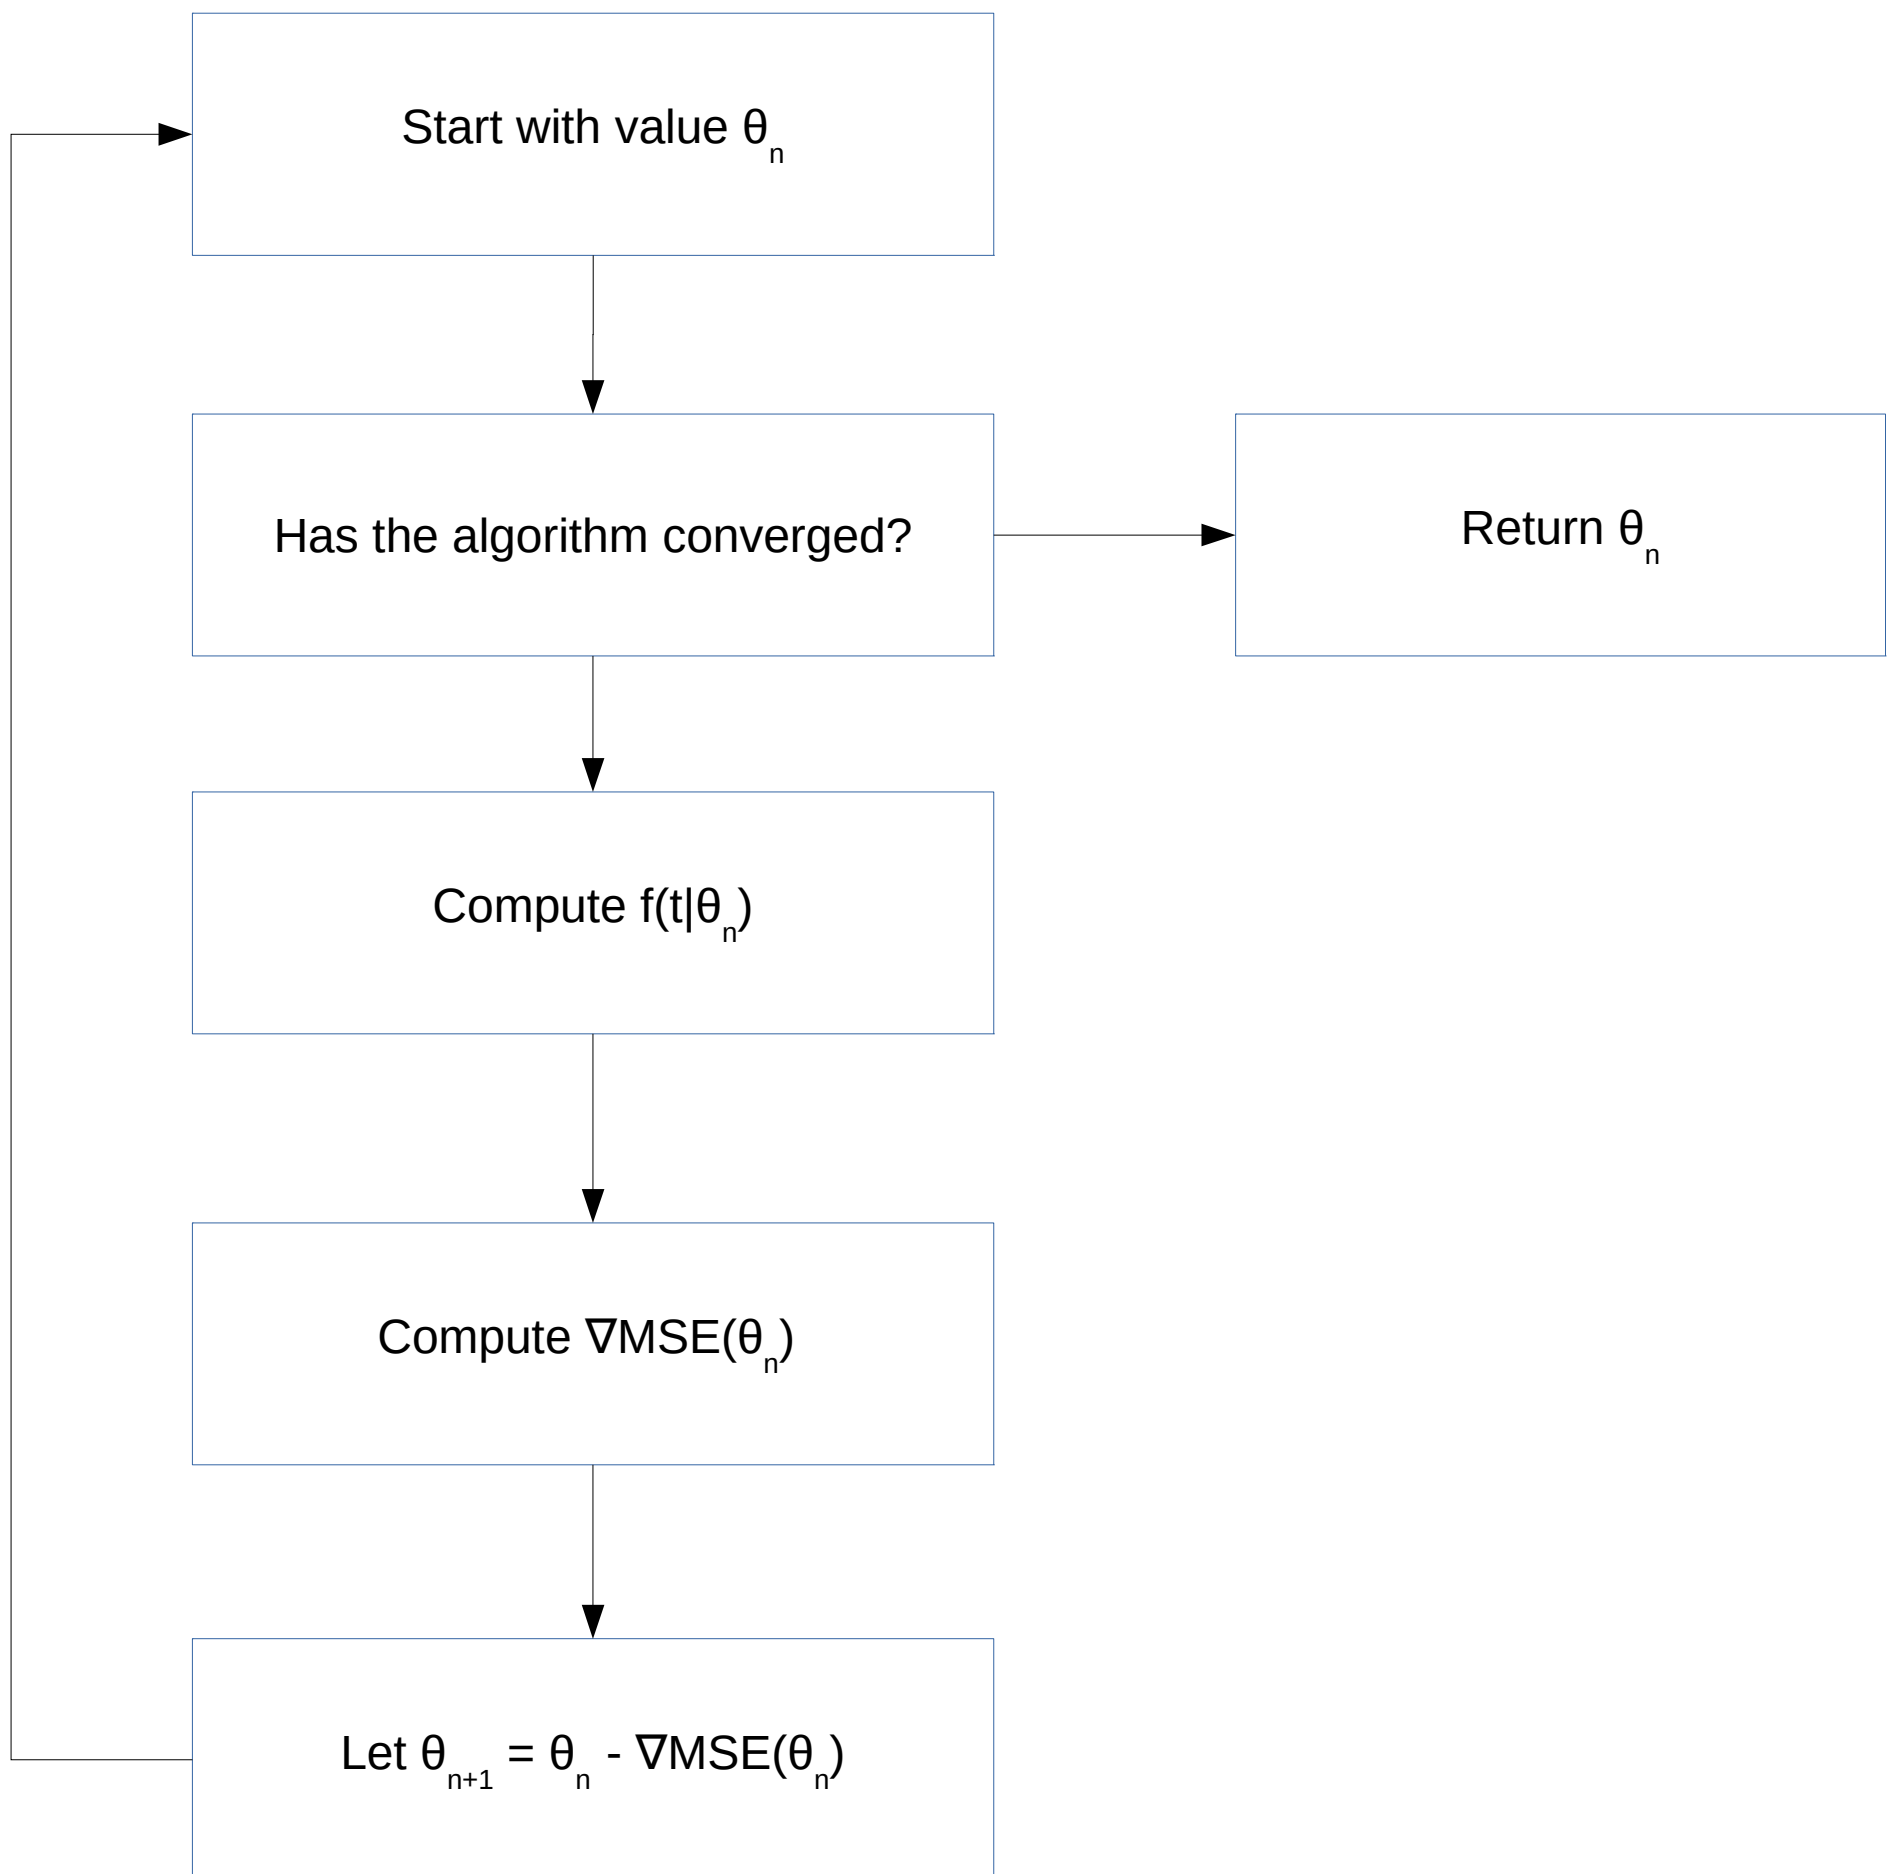 Start with value θₙ
Has the algorithm converged?
Return θₙ
Compute f(t|θₙ)
Compute ∇MSE(θₙ)
Let θₙ₊₁ = θₙ - ∇MSE(θₙ)